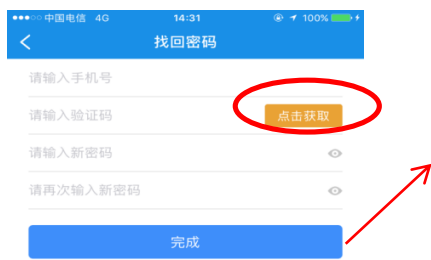 中国电信 4G 14:31 100%
找回密码
请输入手机号
请输入验证码 点击获取
请输入新密码
请再次输入新密码
完成